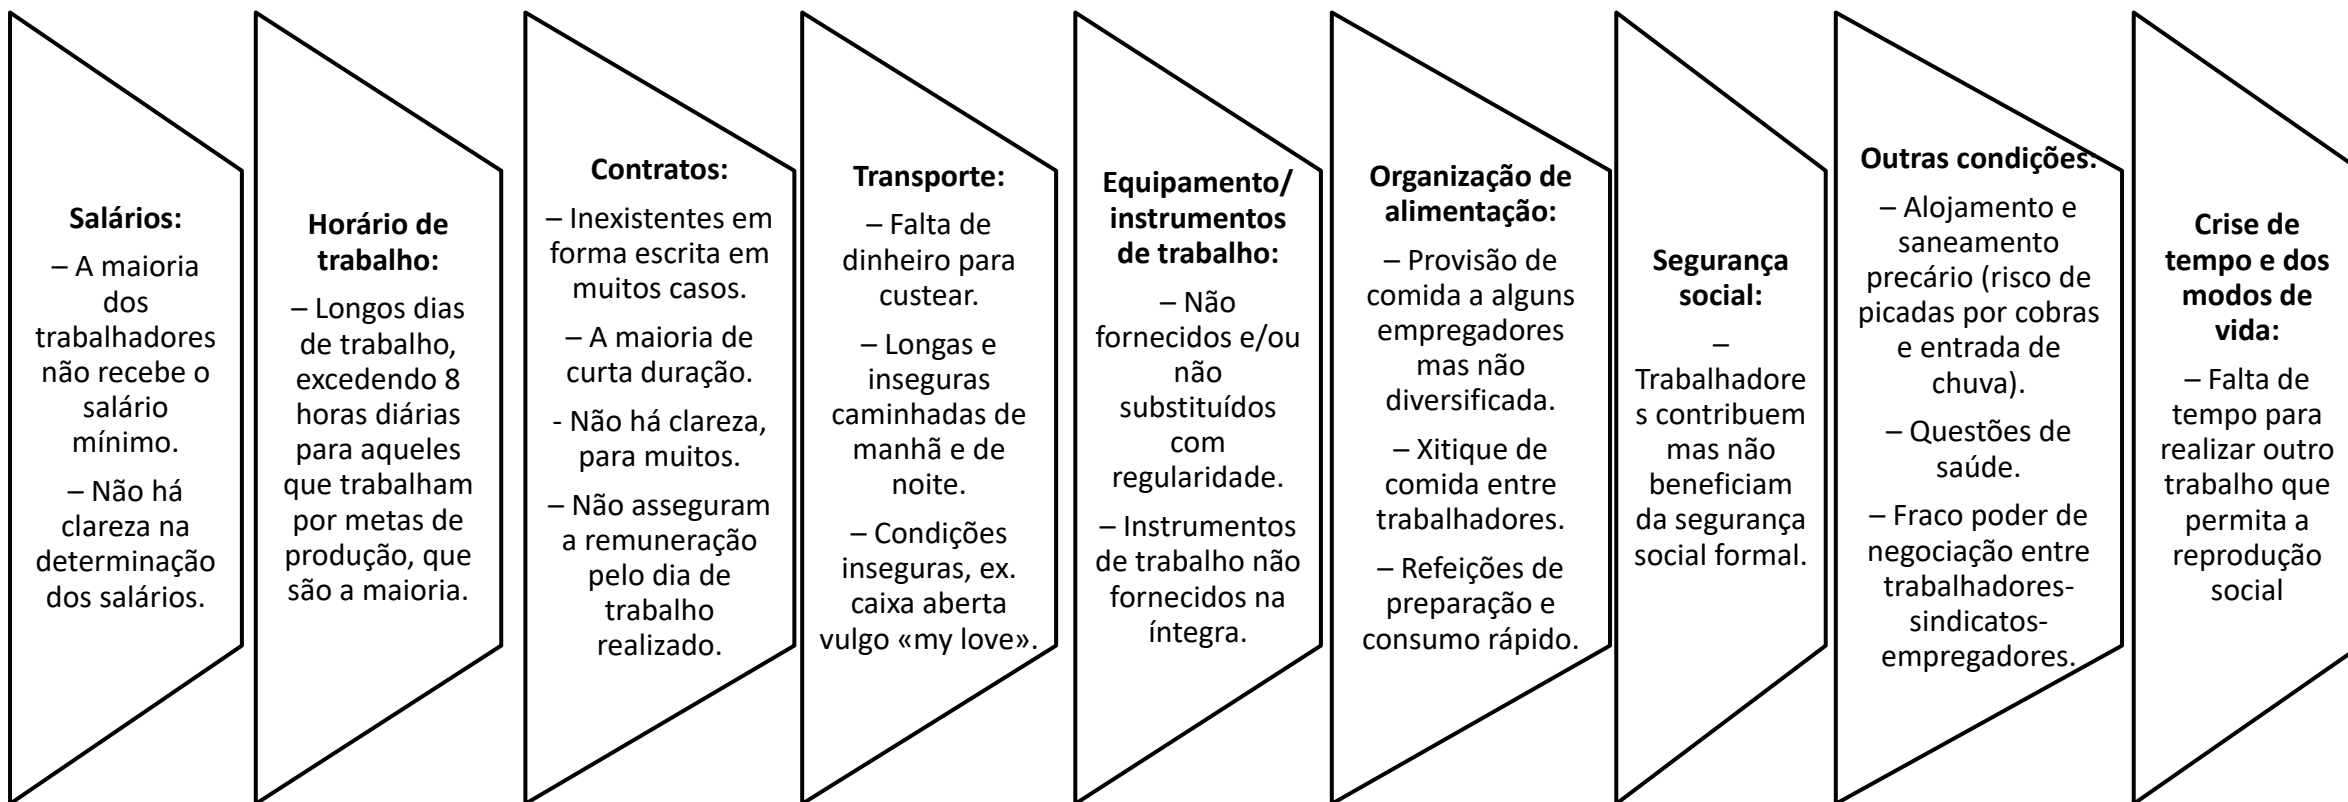 Salários:
– A maioria
dos
trabalhadores
não recebe o
salário
mínimo.
– Não há
clareza na
determinação
dos salários.
Horário de
trabalho:
– Longos dias
de trabalho,
excedendo 8
horas diárias
para aqueles
que trabalham
por metas de
produção, que
são a maioria.
Contratos:
– Inexistentes em
forma escrita em
muitos casos.
– A maioria de
curta duração.
- Não há clareza,
para muitos.
– Não asseguram
a remuneração
pelo dia de
trabalho
realizado.
Transporte:
– Falta de
dinheiro para
custear.
– Longas e
inseguras
caminhadas de
manhã e de
noite.
– Condições
inseguras, ex.
caixa aberta
vulgo «my love».
Equipamento/
instrumentos
de trabalho:
– Não
fornecidos e/ou
não
substituídos
com
regularidade.
– Instrumentos
de trabalho não
fornecidos na
íntegra.
Organização de
alimentação:
– Provisão de
comida a alguns
empregadores
mas não
diversificada.
– Xitique de
comida entre
trabalhadores.
– Refeições de
preparação e
consumo rápido.
Segurança
social:
–
Trabalhadore
s contribuem
mas não
beneficiam
da segurança
social formal.
Outras condições:
– Alojamento e
saneamento
precário (risco de
picadas por cobras
e entrada de
chuva).
– Questões de
saúde.
– Fraco poder de
negociação entre
trabalhadores-
sindicatos-
empregadores.
Crise de
tempo e dos
modos de
vida:
– Falta de
tempo para
realizar outro
trabalho que
permita a
reprodução
social